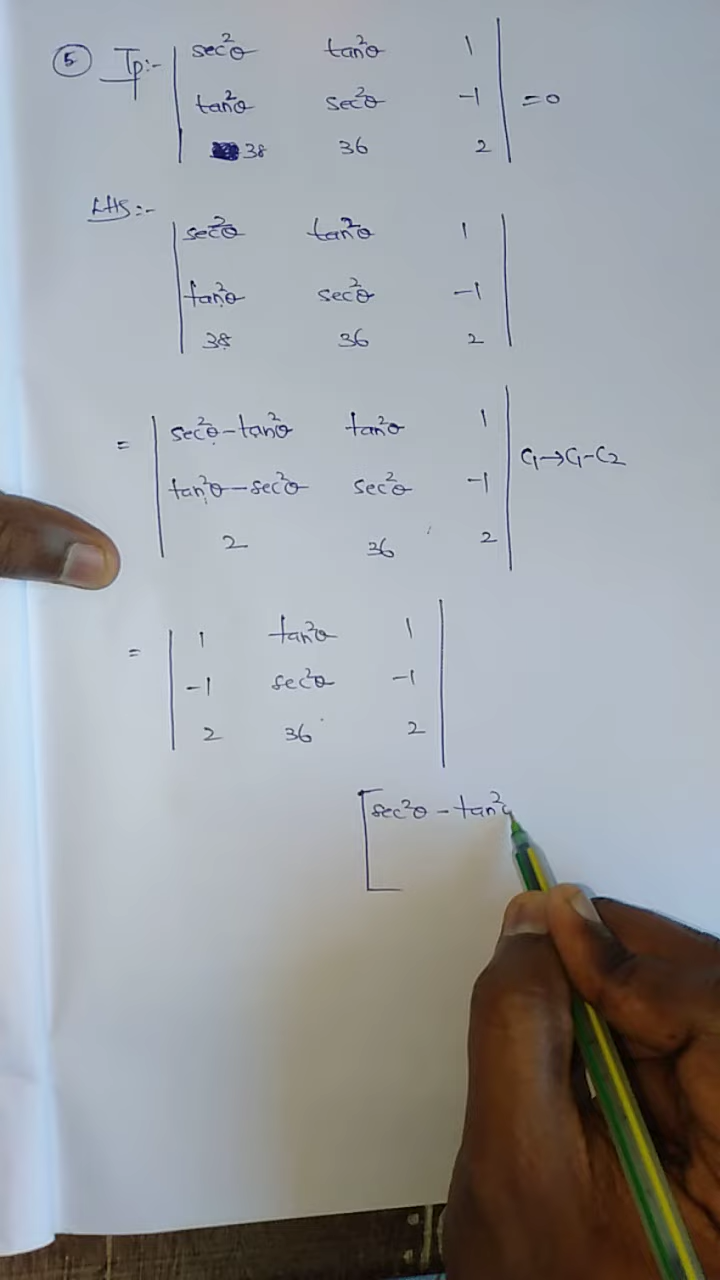 ⑤ Tp:- | sec²θ tan²θ 1 |
| tan²θ sec²θ -1 | = 0
| 38 36 2 |
LHS:-
| sec²θ tan²θ 1 |
| tan²θ sec²θ -1 |
| 38 36 2 |
= | sec²θ-tan²θ tan²θ 1 |
| tan²θ-sec²θ sec²θ -1 | C₁→C₁-C₂
| 2 36 2 |
= | 1 tan²θ 1 |
| -1 sec²θ -1 |
| 2 36 2 |
[sec²θ - tan²θ